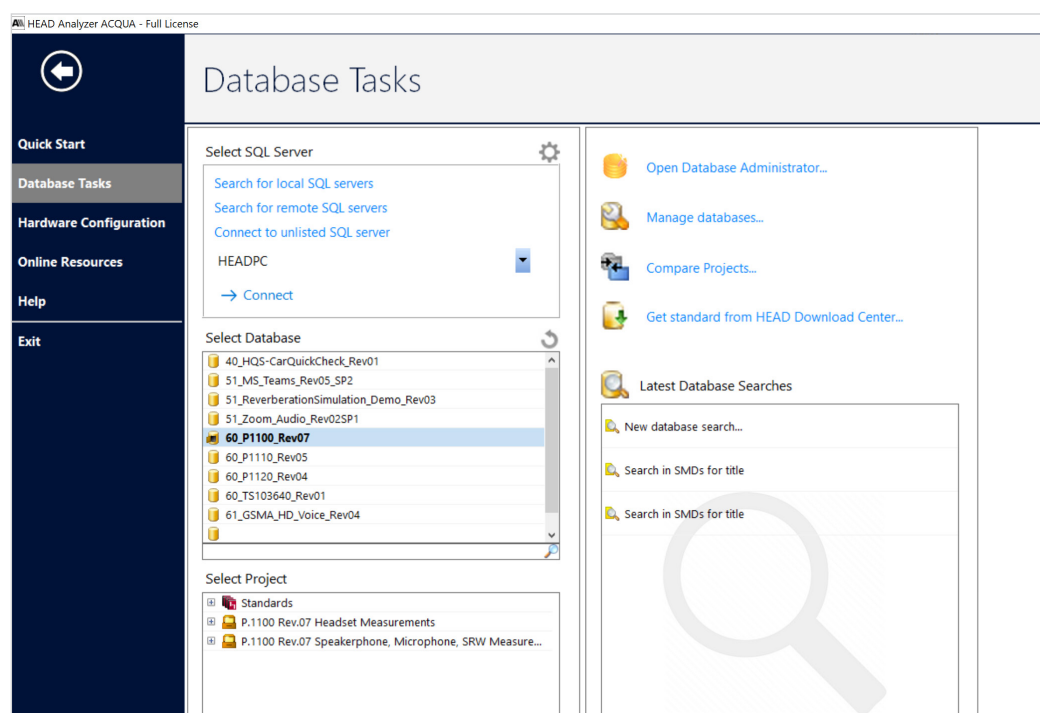 HEAD Analyzer ACQUA - Full License
Database Tasks
Quick Start
Database Tasks
Hardware Configuration
Online Resources
Help
Exit
Select SQL Server
Search for local SQL servers
Search for remote SQL servers
Connect to unlisted SQL server
HEADPC
Connect
Select Database
40_HQS-CarQuickCheck_Rev01
51_MS_Teams_Rev05_SP2
51_ReverberationSimulation_Demo_Rev03
51_Zoom_Audio_Rev02SP1
60_P1100_Rev07
60_P1110_Rev05
60_P1120_Rev04
60_TS103640_Rev01
61_GSMA_HD_Voice_Rev04
Select Project
Standards
P.1100 Rev.07 Headset Measurements
P.1100 Rev.07 Speakerphone, Microphone, SRW Measure...
Open Database Administrator...
Manage databases...
Compare Projects...
Get standard from HEAD Download Center...
Latest Database Searches
New database search...
Search in SMDs for title
Search in SMDs for title